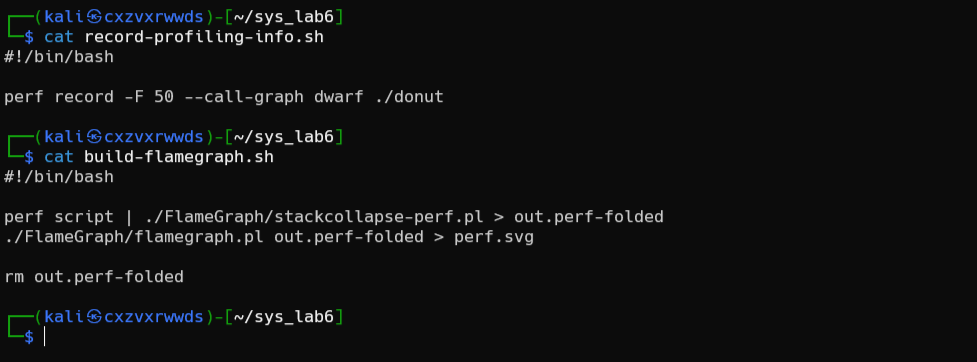 ┌──(kali㉿cxzvxrwwds)-[~/sys_lab6]
└─$ cat record-profiling-info.sh
#!/bin/bash

perf record -F 50 --call-graph dwarf ./donut

┌──(kali㉿cxzvxrwwds)-[~/sys_lab6]
└─$ cat build-flamegraph.sh
#!/bin/bash

perf script | ./FlameGraph/stackcollapse-perf.pl > out.perf-folded
./FlameGraph/flamegraph.pl out.perf-folded > perf.svg

rm out.perf-folded

┌──(kali㉿cxzvxrwwds)-[~/sys_lab6]
└─$